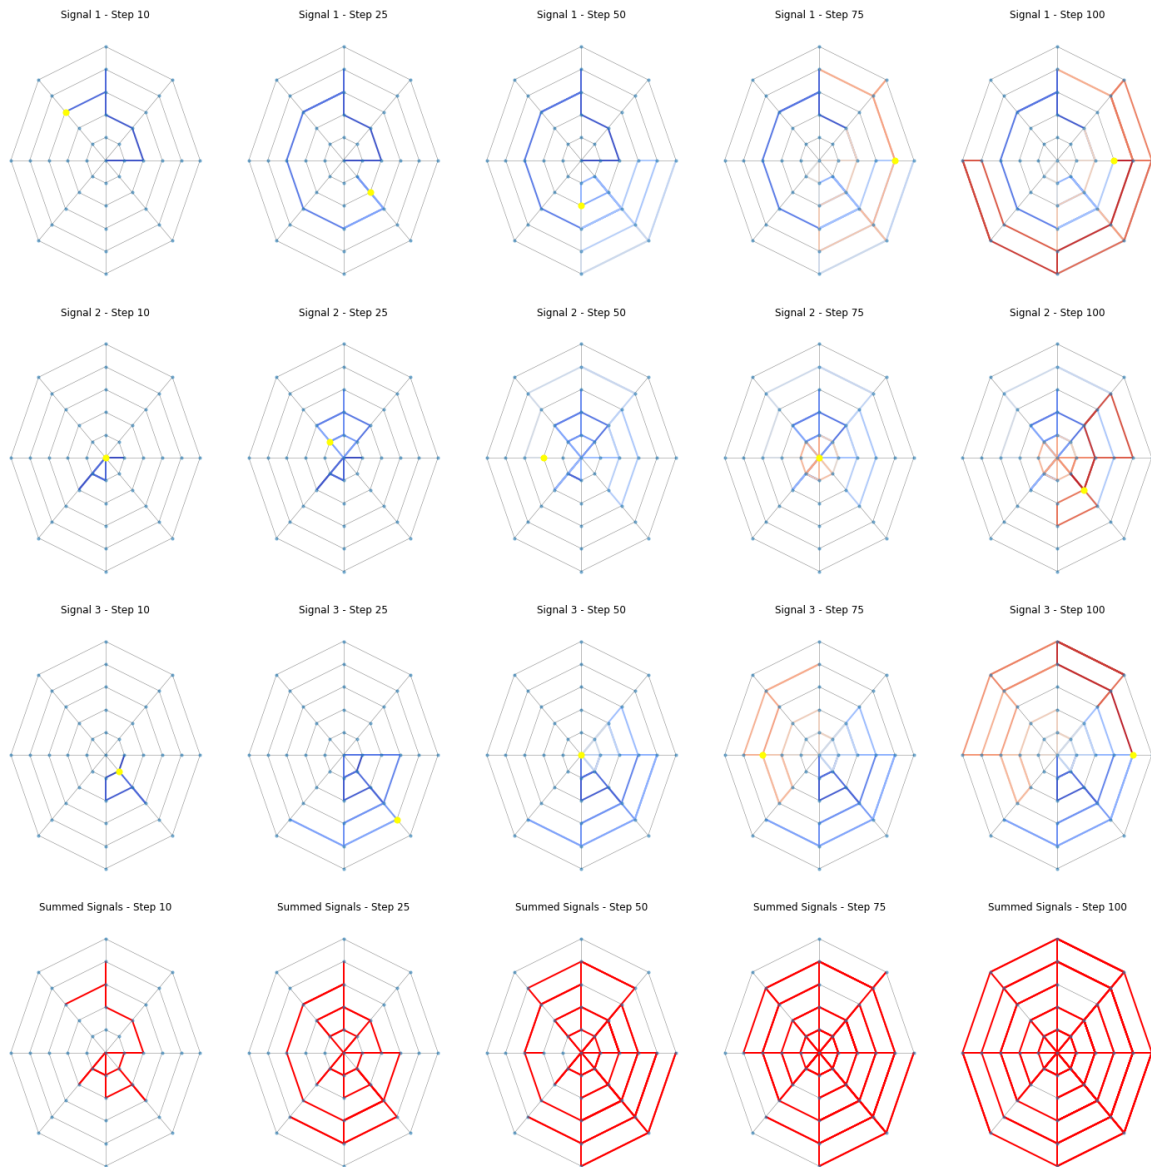 Signal 1 - Step 10
Signal 1 - Step 25
Signal 1 - Step 50
Signal 1 - Step 75
Signal 1 - Step 100
Signal 2 - Step 10
Signal 2 - Step 25
Signal 2 - Step 50
Signal 2 - Step 75
Signal 2 - Step 100
Signal 3 - Step 10
Signal 3 - Step 25
Signal 3 - Step 50
Signal 3 - Step 75
Signal 3 - Step 100
Summed Signals - Step 10
Summed Signals - Step 25
Summed Signals - Step 50
Summed Signals - Step 75
Summed Signals - Step 100